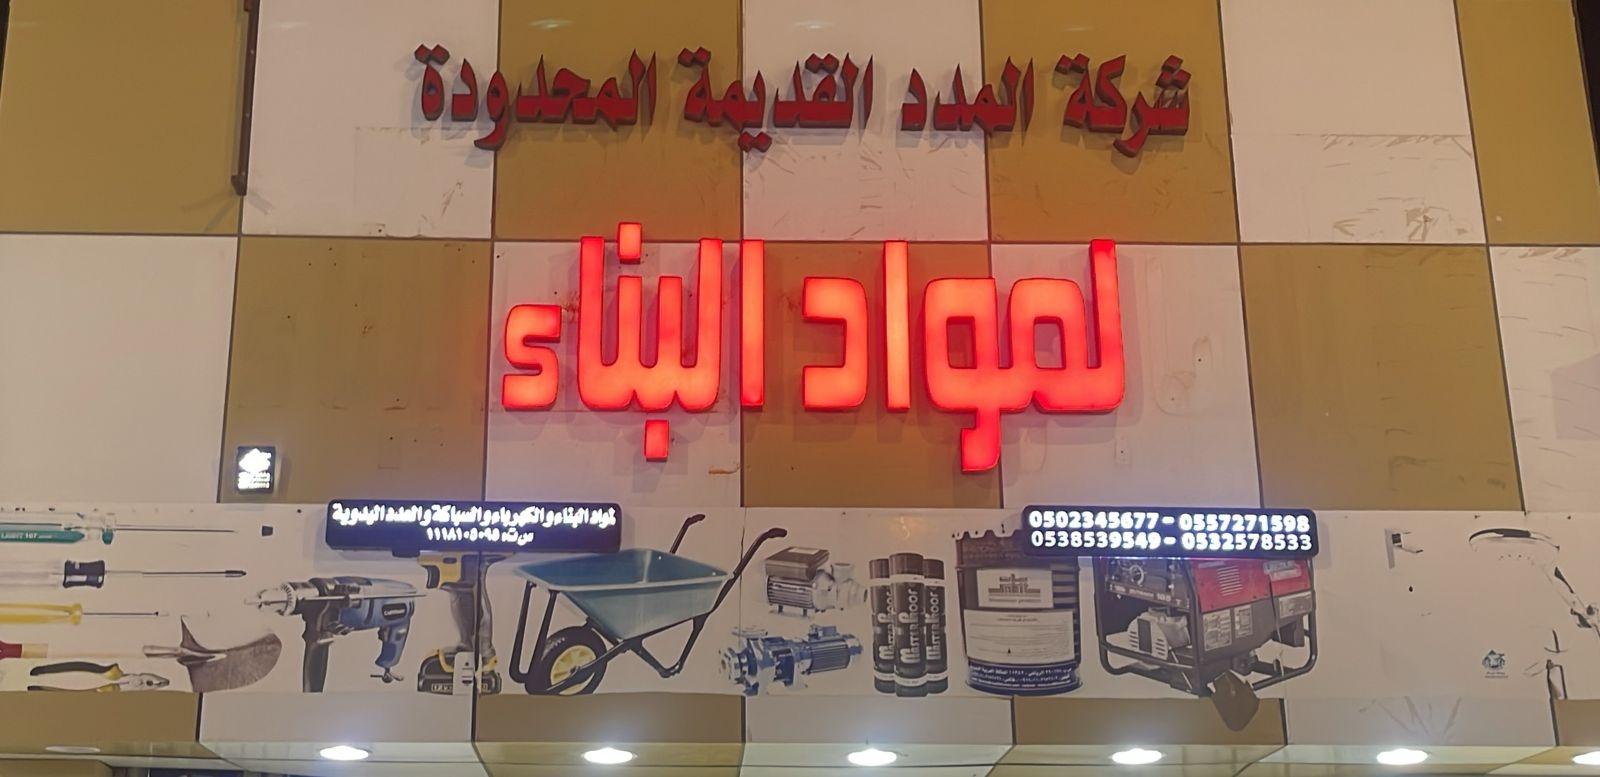 شركة المدد القديمة المحدودة
لمواد البناء
لمواد البناء والكهرباء والسباكة والعدد اليدوية
0502345677 - 0557271598
0538539549 - 0532578533